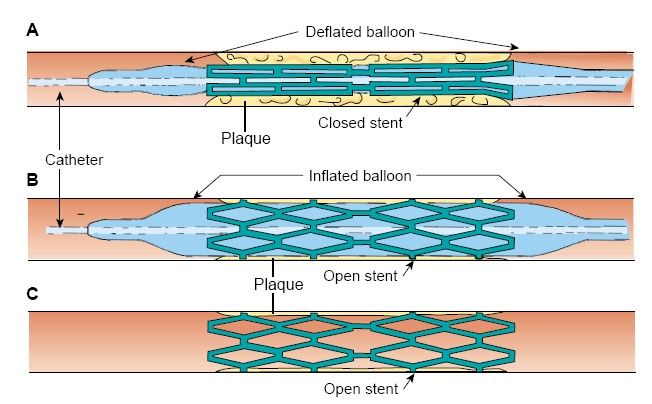 A
Deflated balloon
Plaque
Closed stent
Catheter
B
Inflated balloon
Open stent
Plaque
C
Open stent